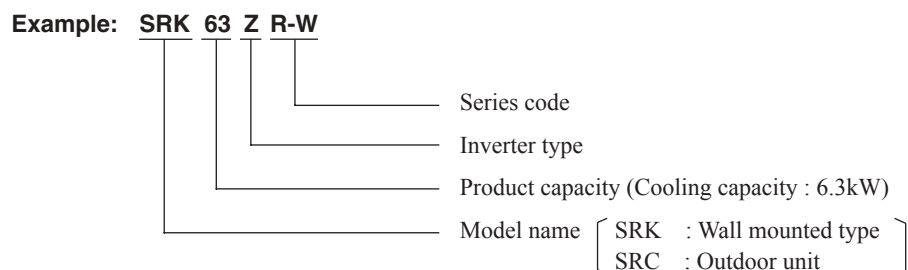 Example: SRK 63 Z R-W
Series code
Inverter type
Product capacity (Cooling capacity : 6.3kW)
Model name SRK : Wall mounted type
SRC : Outdoor unit